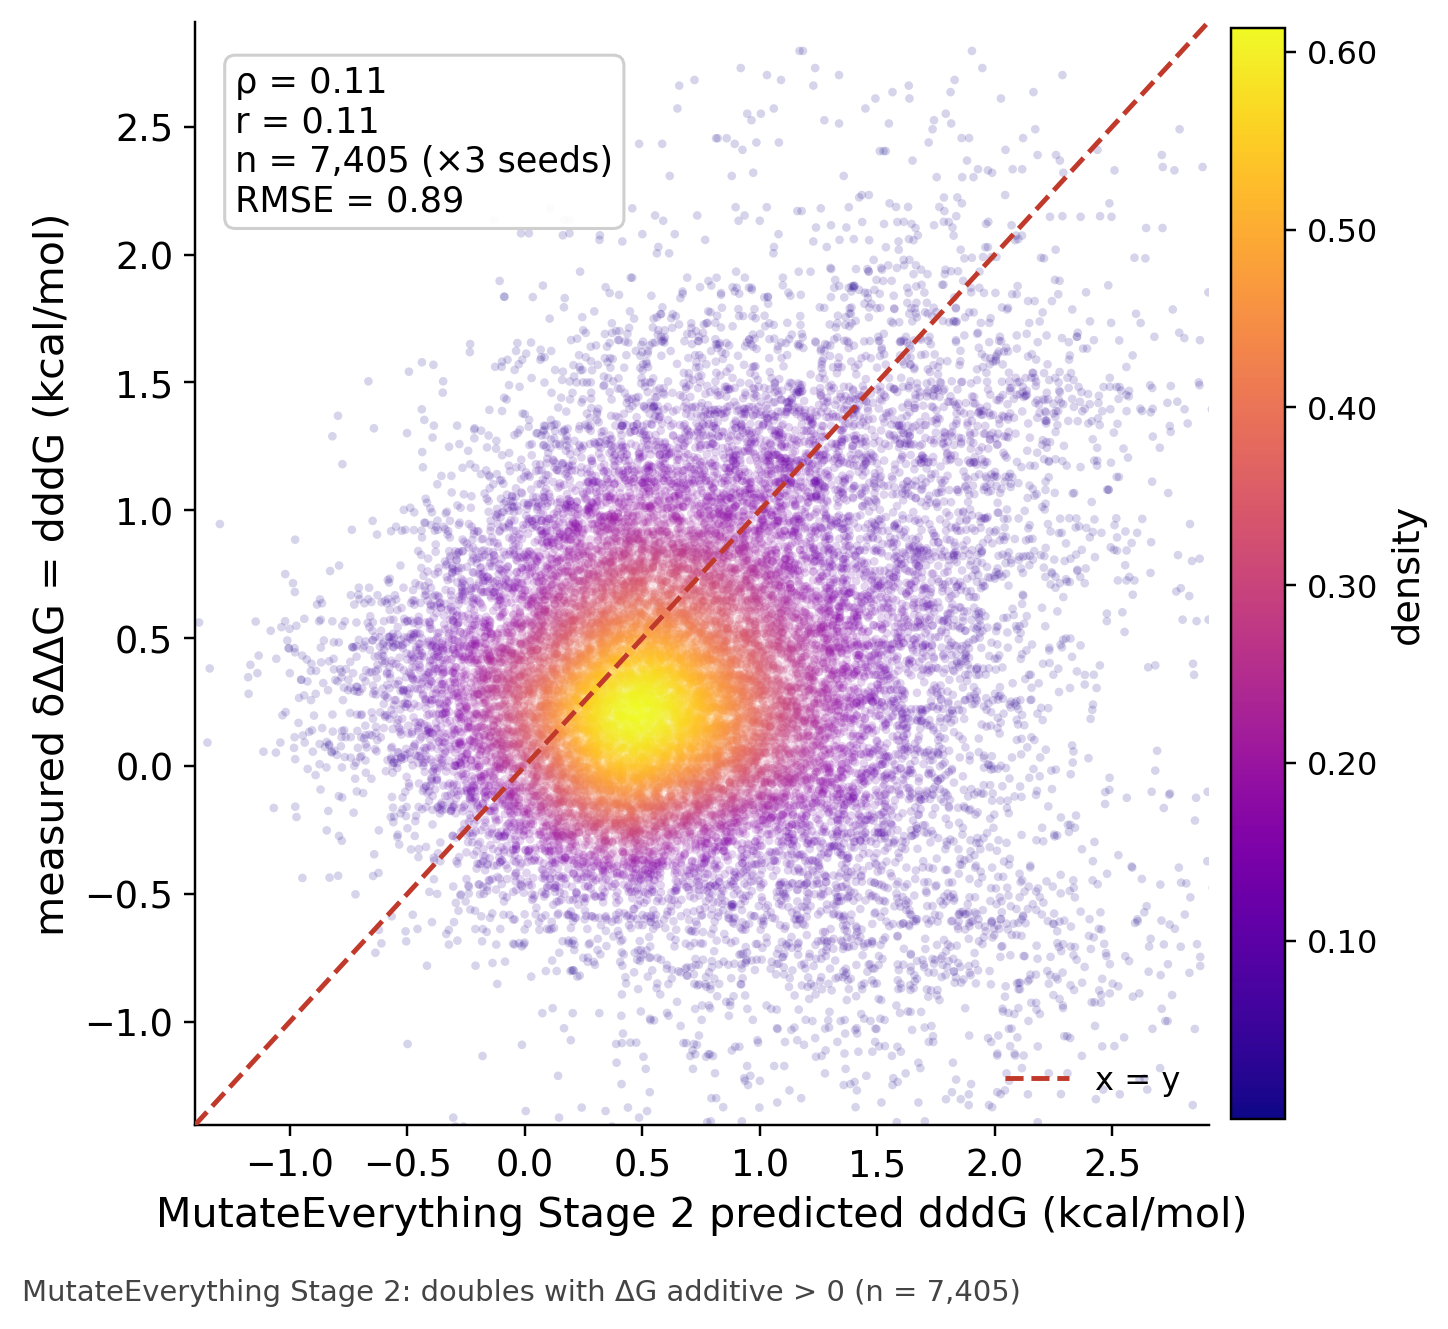 ρ = 0.11
r = 0.11
n = 7,405 (×3 seeds)
RMSE = 0.89
measured δΔΔG = dddG (kcal/mol)
2.5
2.0
1.5
1.0
0.5
0.0
−0.5
−1.0
x = y
−1.0 −0.5 0.0 0.5 1.0 1.5 2.0 2.5
MutateEverything Stage 2 predicted dddG (kcal/mol)
0.60
0.50
0.40
0.30
0.20
0.10
density
MutateEverything Stage 2: doubles with ΔG additive > 0 (n = 7,405)